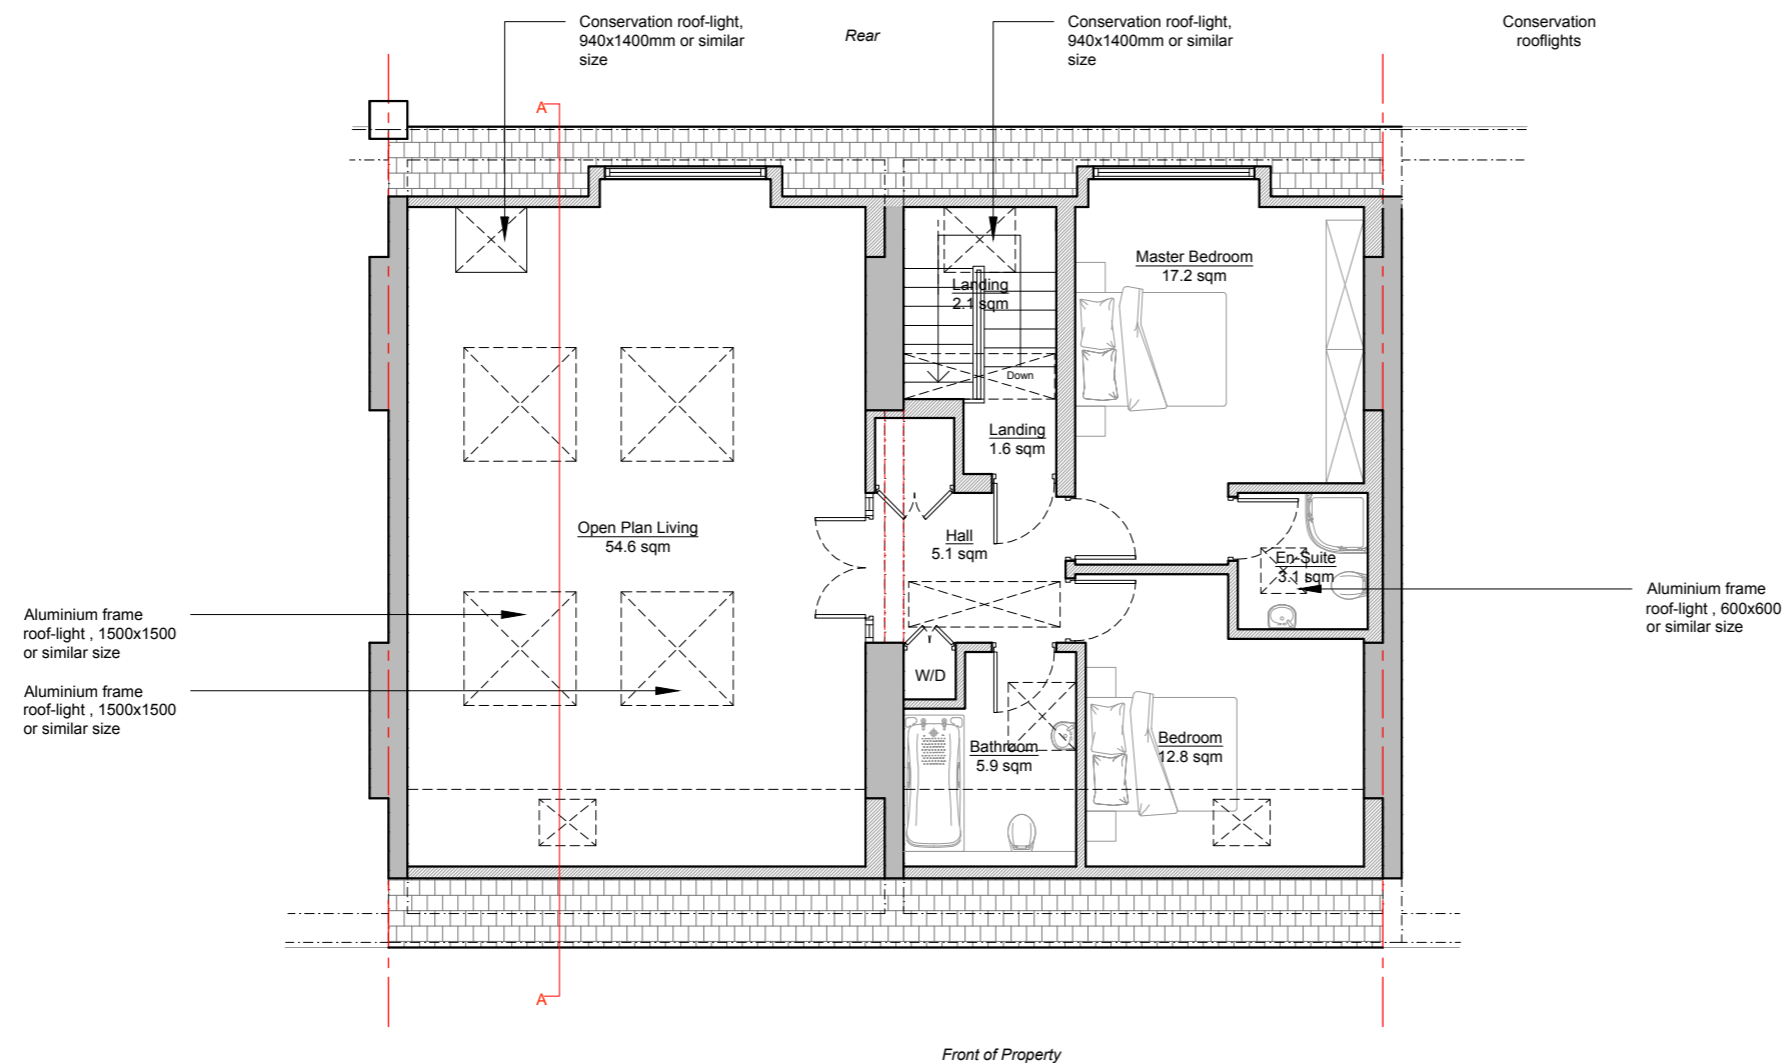 Conservation roof-light,
940x1400mm or similar
size
Rear
Conservation roof-light,
940x1400mm or similar
size
Conservation
rooflights
A
Master Bedroom
17.2 sqm
Landing
2.1 sqm
Down
Landing
1.6 sqm
Open Plan Living
54.6 sqm
Hall
5.1 sqm
En-Suite
3.1 sqm
Aluminium frame
roof-light , 1500x1500
or similar size
Aluminium frame
roof-light , 600x600
or similar size
W/D
Aluminium frame
roof-light , 1500x1500
or similar size
Bathroom
5.9 sqm
Bedroom
12.8 sqm
A
Front of Property